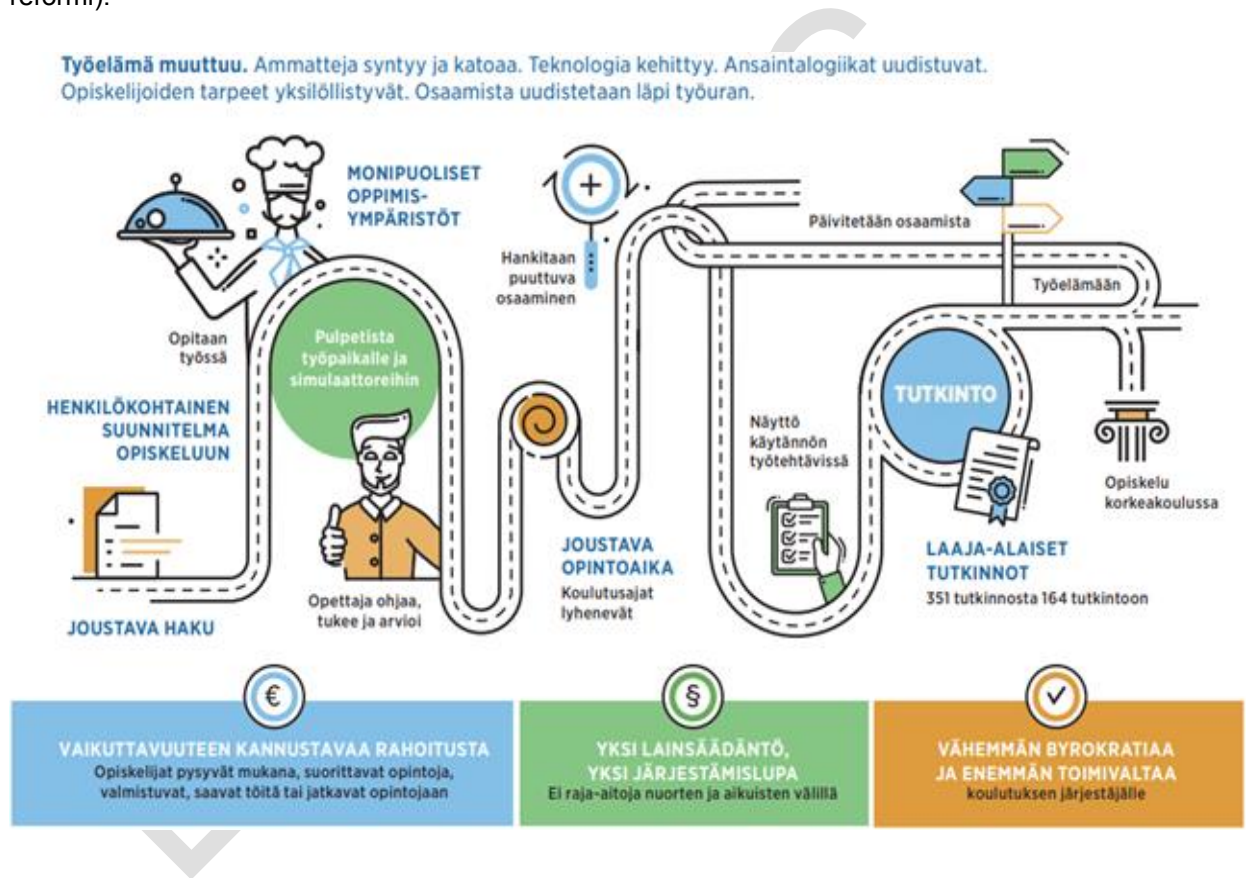 reformi).
Työelämä muuttuu. Ammatteja syntyy ja katoaa. Teknologia kehittyy. Ansaintalogiikat uudistuvat.
Opiskelijoiden tarpeet yksilöllistyvät. Osaamista uudistetaan läpi työuran.
MONIPUOLISET
OPPIMIS-
YMPÄRISTÖT
Opitaan
työssä
Pulpetista
työpaikalle ja
simulaattoreihin
HENKILÖKOHTAINEN
SUUNNITELMA
OPISKELUUN
JOUSTAVA HAKU
Opettaja ohjaa,
tukee ja arvioi
Hankitaan
puuttuva
osaaminen
JOUSTAVA
OPINTOAIKA
Koulutusajat
lyhenevät
Päivitetään osaamista
Työelämään
Näyttö
käytännön
työtehtävissä
TUTKINTO
Opiskelu
korkeakoulussa
LAAJA-ALAISET
TUTKINNOT
351 tutkinnosta 164 tutkintoon
€
VAIKUTTAVUUTEEN KANNUSTAVAA RAHOITUSTA
Opiskelijat pysyvät mukana, suorittavat opintoja,
valmistuvat, saavat töitä tai jatkavat opintojaan
§
YKSI LAINSÄÄDÄNTÖ,
YKSI JÄRJESTÄMISLUPA
Ei raja-aitoja nuorten ja aikuisten välillä
VÄHEMMÄN BYROKRATIAA
JA ENEMMÄN TOIMIVALTAA
koulutuksen järjestäjälle